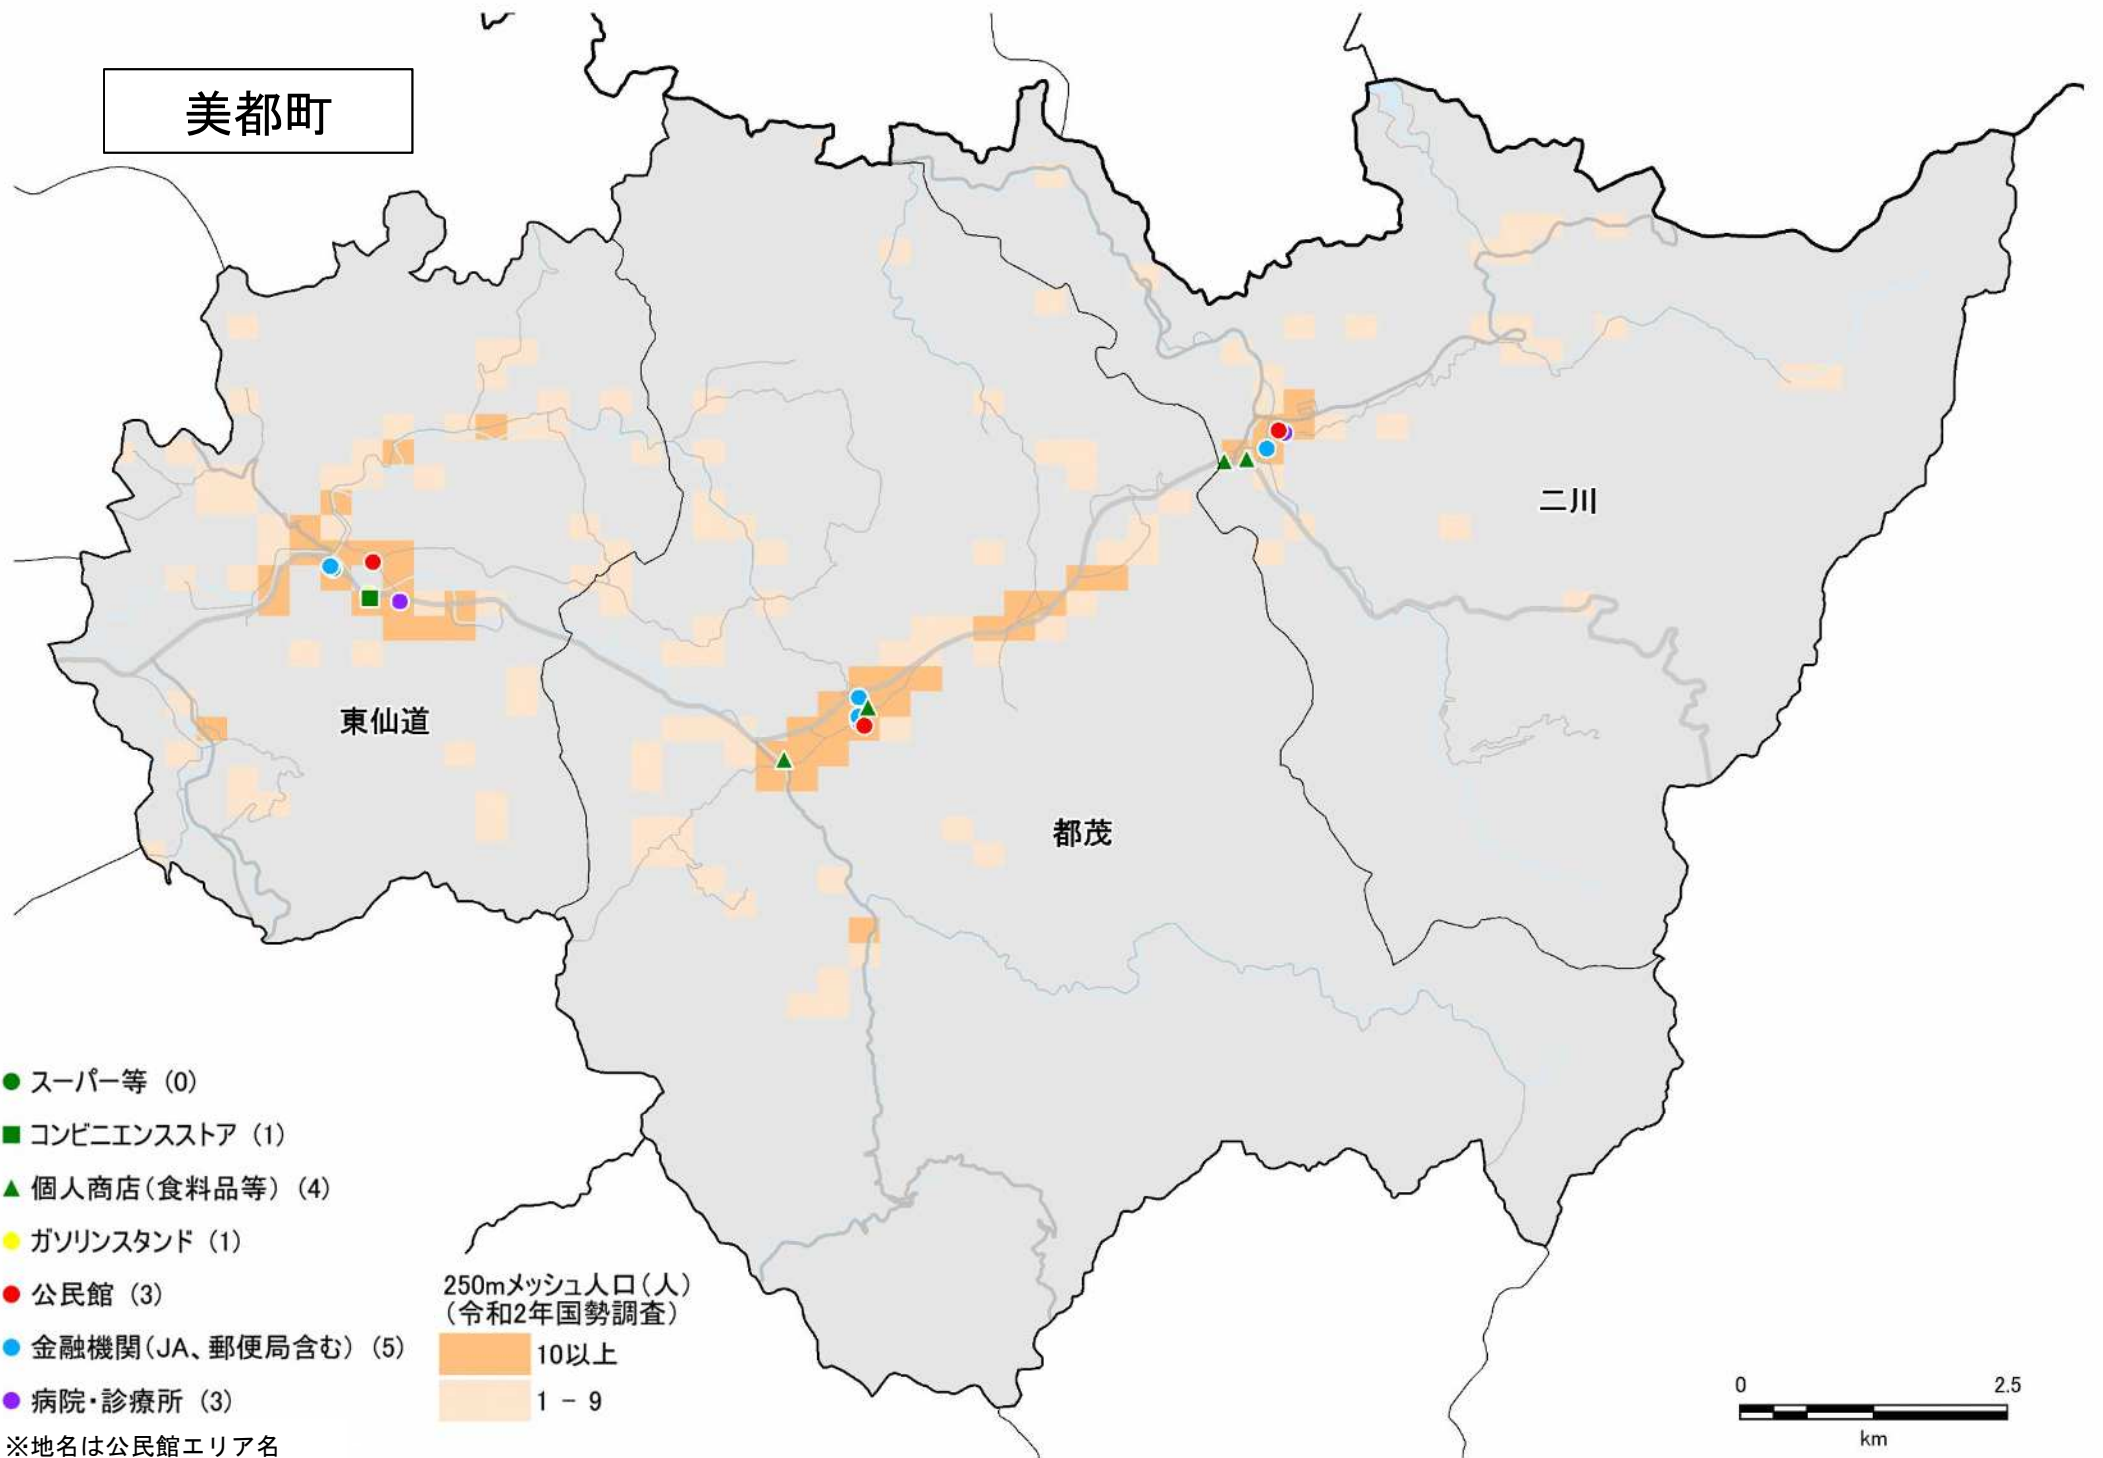 美都町
二川
東仙道
都茂
スーパー等（0）
コンビニエンスストア（1）
個人商店（食料品等）（4）
ガソリンスタンド（1）
公民館（3）
金融機関（JA、郵便局含む）（5）
病院・診療所（3）
※地名は公民館エリア名
250mメッシュ人口（人）
（令和2年国勢調査）
10以上
1 - 9
0 2.5
km